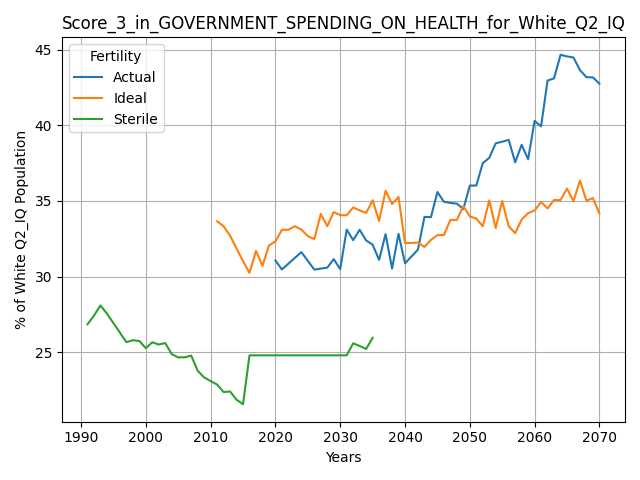 Score_3_in_GOVERNMENT_SPENDING_ON_HEALTH_for_White_Q2_IQ
Fertility
Actual
Ideal
Sterile
% of White Q2_IQ Population
45
40
35
30
25
1990 2000 2010 2020 2030 2040 2050 2060 2070
Years